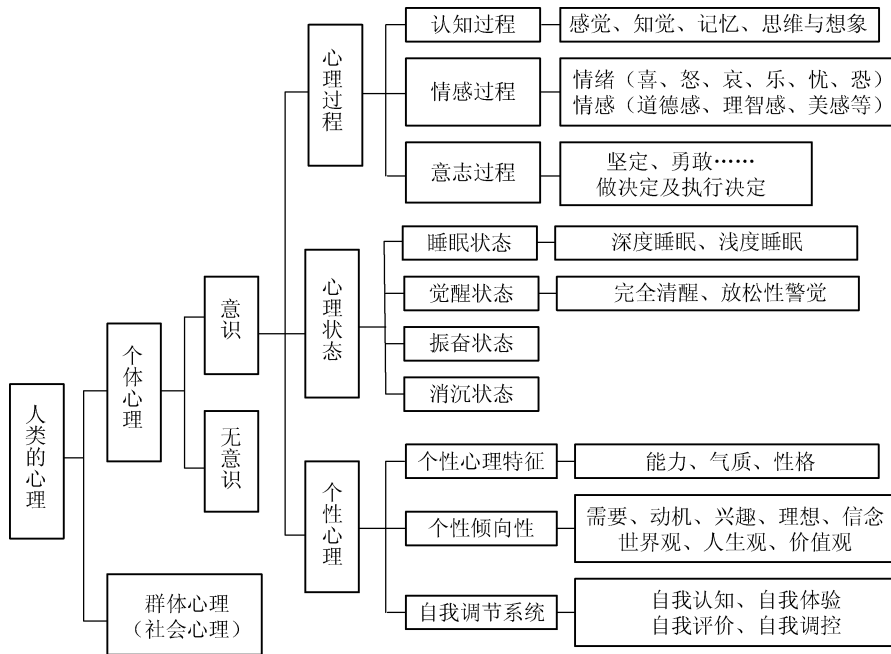 人类的心理
个体心理
群体心理
（社会心理）
意识
无意识
心理过程
认知过程
感觉、知觉、记忆、思维与想象
情感过程
情绪（喜、怒、哀、乐、忧、恐）
情感（道德感、理智感、美感等）
意志过程
坚定、勇敢……
做决定及执行决定
心理状态
睡眠状态
深度睡眠、浅度睡眠
觉醒状态
完全清醒、放松性警觉
振奋状态
消沉状态
个性心理
个性心理特征
能力、气质、性格
个性倾向性
需要、动机、兴趣、理想、信念
世界观、人生观、价值观
自我调节系统
自我认知、自我体验
自我评价、自我调控